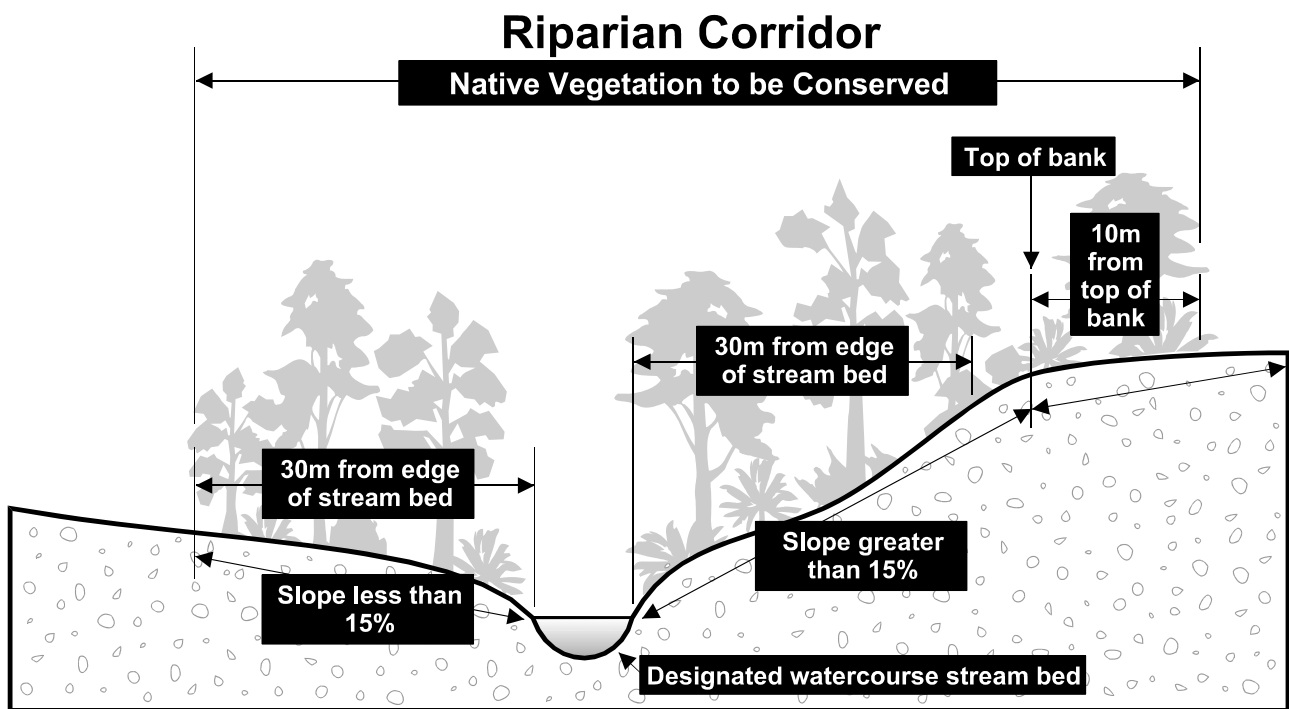 Riparian Corridor
Native Vegetation to be Conserved
Top of bank
10m
from
top of
bank
30m from edge
of stream bed
30m from edge
of stream bed
Slope greater
than 15%
Slope less than
15%
Designated watercourse stream bed